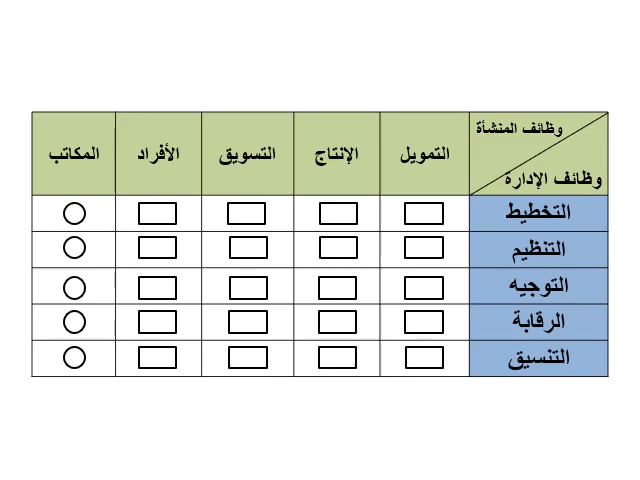 وظائف المنشأة
وظائف الإدارة
التمويل
الإنتاج
التسويق
الأفراد
المكاتب
التخطيط
التنظيم
التوجيه
الرقابة
التنسيق